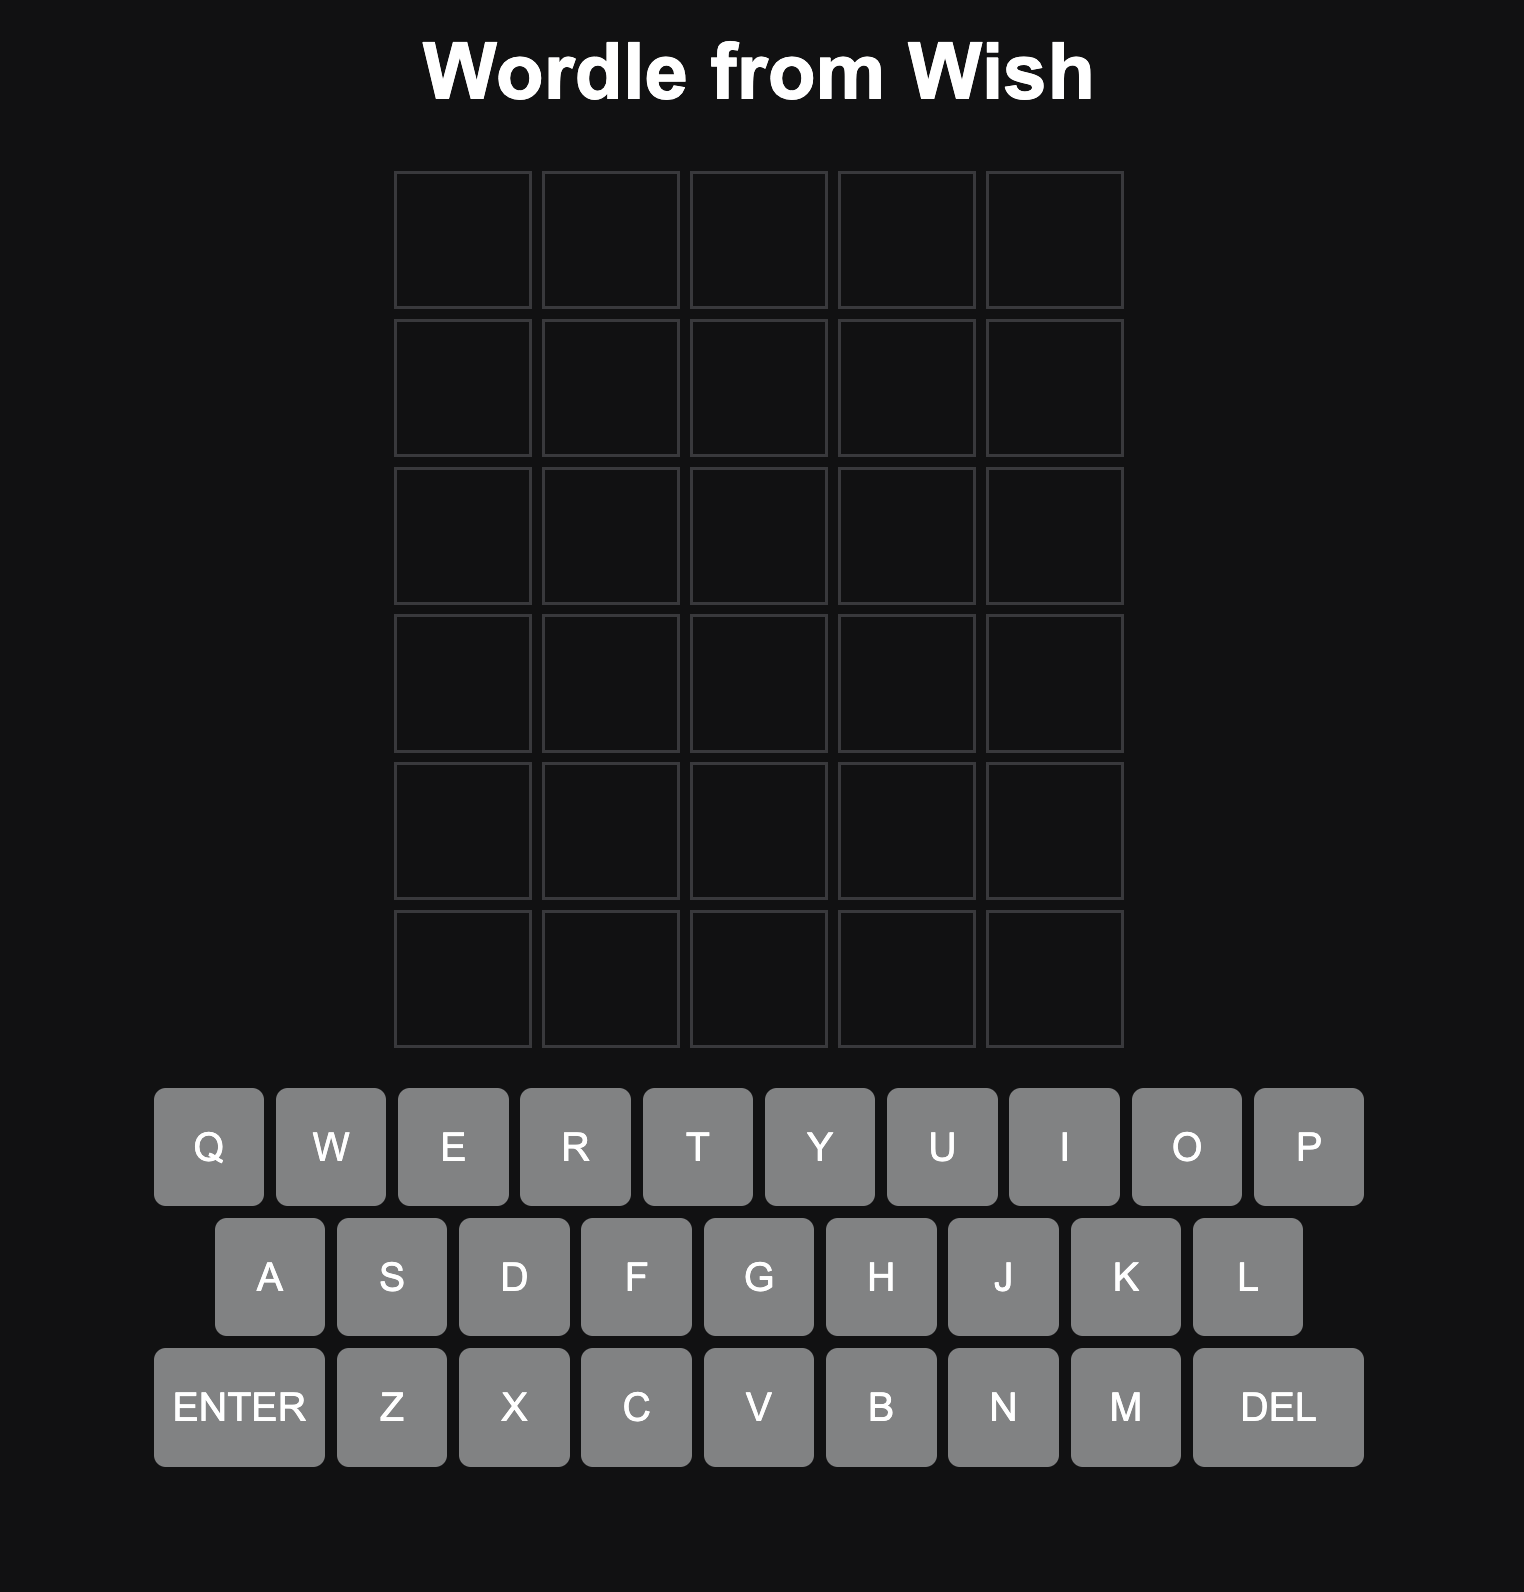 Wordle from Wish
Q W E R T Y U I O P
A S D F G H J K L
ENTER Z X C V B N M DEL